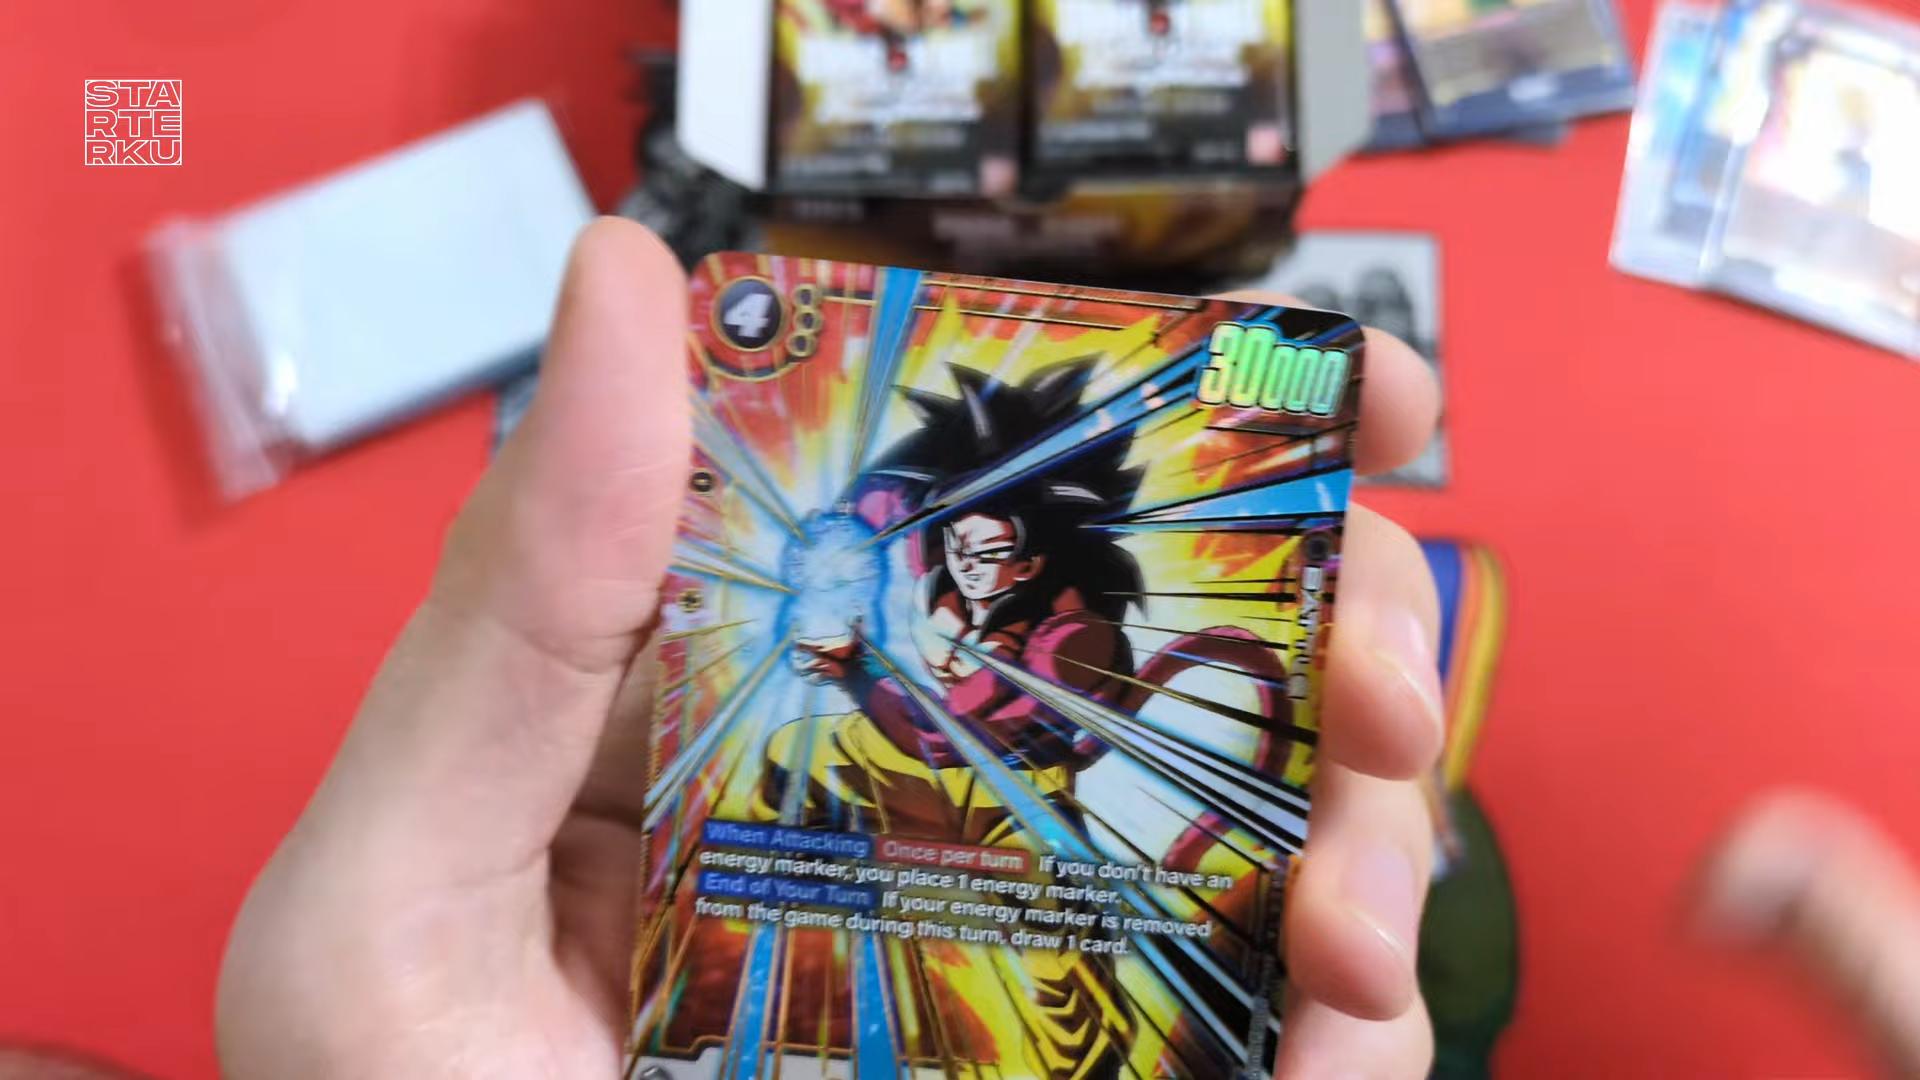 STA
RTE
RKU
4
30000
BATTLE
When Attacking Once per turn If you don't have an
energy marker, you place 1 energy marker.
End of Your Turn If your energy marker is removed
from the game during this turn, draw 1 card.